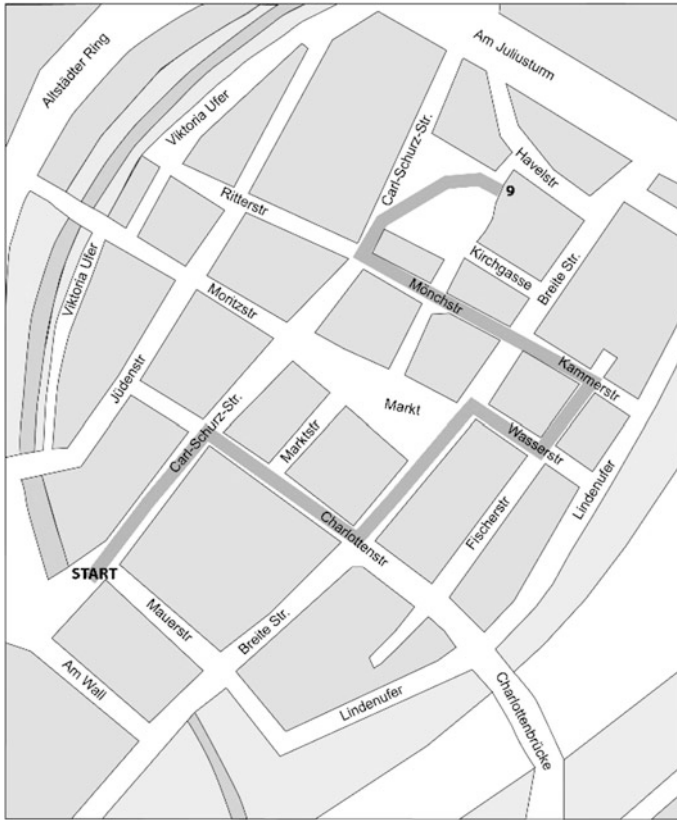 Altstädter Ring
Am Juliusturm
Viktoria Ufer
Carl-Schurz-Str.
Havelstr
9
Ritterstr
Kirchgasse
Viktoria Ufer
Breite Str.
Mönchstr
Moritzstr
Kammerstr
Jüdenstr
Markt
Carl-Schurz-Str.
Marktstr
Wasserstr
Lindenufer
Charlottenstr
Fischerstr
START
Mauerstr
Breite Str.
Am Wall
Lindenufer
Charlottenbrücke